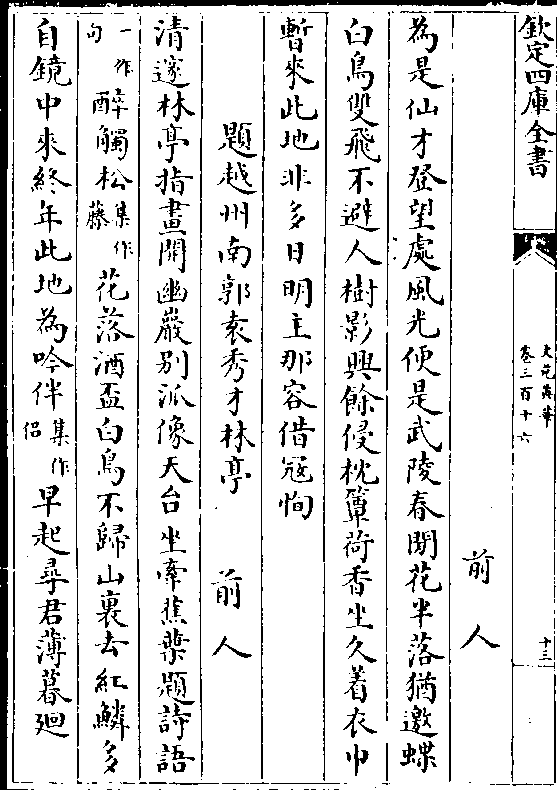 欽定四庫全書
文苑英華
卷三百十六
十三
前人
為是仙才登望處風光便是武陵春閒花半落猶邀蝶
白鳥雙飛不避人樹影興餘侵枕簟荷香坐久着衣巾
暫來此地非多日明主那容借冦恂
題越州南郭袁秀才林亭 前人
清邃林亭指畫開幽巖别泒像天台坐牽蕉葉題詩語
一作句醉觸松集作藤花落酒盃白鳥不歸山裏去紅鱗多
自鏡中來終年此地為吟伴集作侶早起尋君薄暮廻